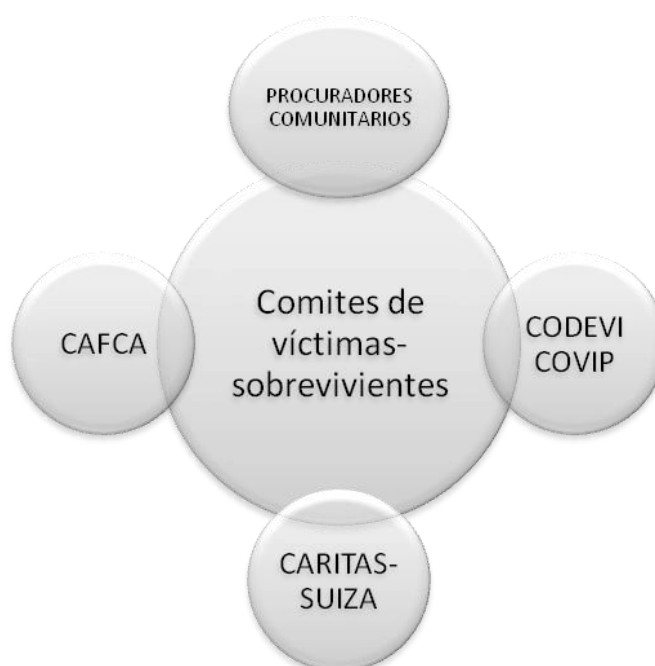 PROCURADORES
COMUNITARIOS
Comites de
víctimas-
sobrevivientes
CAFCA
CODEVI
COVIP
CARITAS-
SUIZA